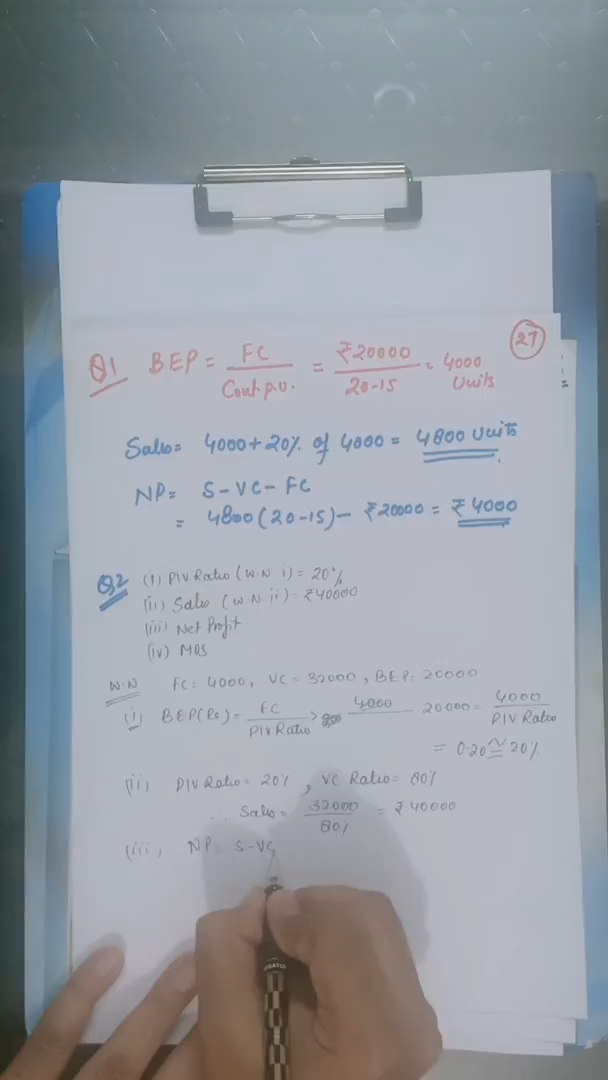 27
Q1 BEP = FC / Cont p.u. = ₹20000 / 20-15 = 4000 Units
Sales = 4000 + 20% of 4000 = 4800 Units
NP = S - VC - FC
= 4800 (20-15) - ₹20000 = ₹4000
Q2 (i) P/V Ratio (W.N i) = 20%
(ii) Sales (W.N ii) = ₹40000
(iii) Net Profit
(iv) MOS
W.N FC = 4000, VC = 32000, BEP = 20000
(i) BEP(Rs) = FC / P/V Ratio 4000 20000 = 4000 / P/V Ratio
= 0.20 ≅ 20%
(ii) P/V Ratio = 20%, VC Ratio = 80%
∴ Sales = 32000 / 80% = ₹40000
(iii) NP = S - VC